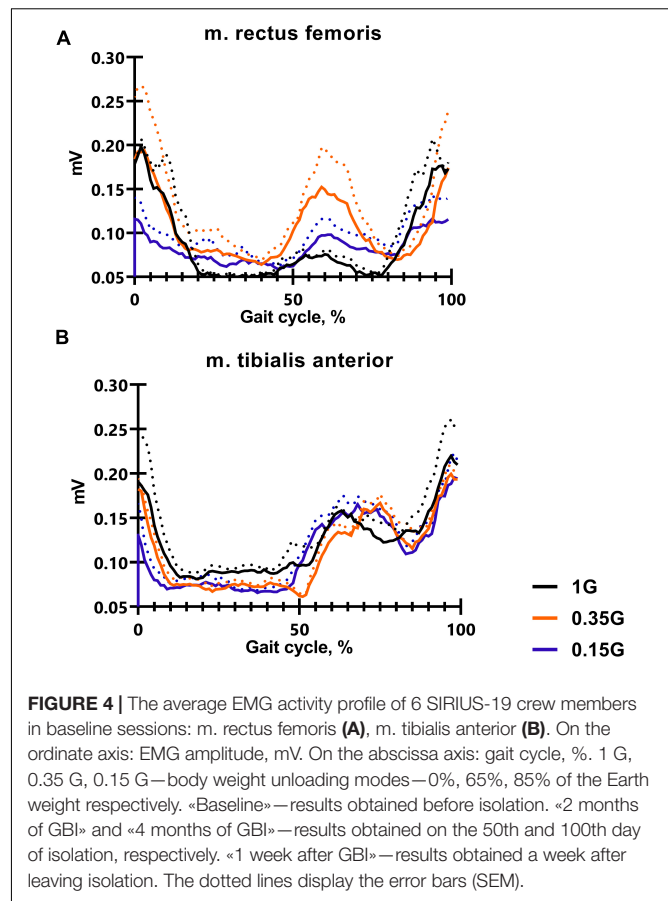 A
m. rectus femoris
0.30
0.25
0.20
0.15
0.10
0.05
mV
0
50
100
Gait cycle, %
B
m. tibialis anterior
0.30
0.25
0.20
0.15
0.10
0.05
mV
0
50
100
Gait cycle, %
1G
0.35G
0.15G
FIGURE 4 | The average EMG activity profile of 6 SIRIUS-19 crew members
in baseline sessions: m. rectus femoris (A), m. tibialis anterior (B). On the
ordinate axis: EMG amplitude, mV. On the abscissa axis: gait cycle, %. 1 G,
0.35 G, 0.15 G—body weight unloading modes—0%, 65%, 85% of the Earth
weight respectively. «Baseline»—results obtained before isolation. «2 months
of GBI» and «4 months of GBI»—results obtained on the 50th and 100th day
of isolation, respectively. «1 week after GBI»—results obtained a week after
leaving isolation. The dotted lines display the error bars (SEM).